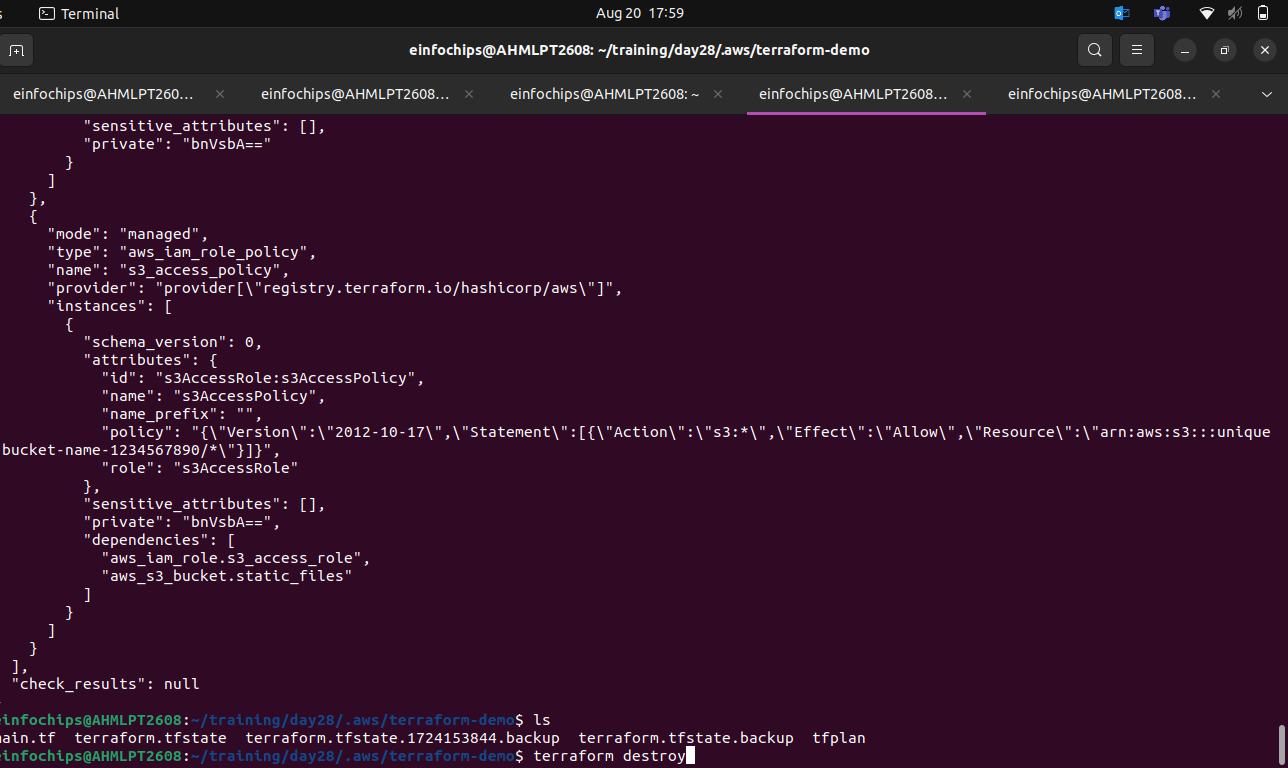 Terminal
Aug 20 17:59
einfochips@AHMLPT2608: ~/training/day28/.aws/terraform-demo
einfochips@AHMLPT260… × einfochips@AHMLPT2608… × einfochips@AHMLPT2608: ~ × einfochips@AHMLPT2608… × einfochips@AHMLPT2608… ×
"sensitive_attributes": [],
"private": "bnVsbA=="
}
]
},
{
"mode": "managed",
"type": "aws_iam_role_policy",
"name": "s3_access_policy",
"provider": "provider[\"registry.terraform.io/hashicorp/aws\"]",
"instances": [
{
"schema_version": 0,
"attributes": {
"id": "s3AccessRole:s3AccessPolicy",
"name": "s3AccessPolicy",
"name_prefix": "",
"policy": "{\"Version\":\"2012-10-17\",\"Statement\":[{\"Action\":\"s3:*\",\"Effect\":\"Allow\",\"Resource\":\"arn:aws:s3:::unique
bucket-name-1234567890/*\"}]}",
"role": "s3AccessRole"
},
"sensitive_attributes": [],
"private": "bnVsbA==",
"dependencies": [
"aws_iam_role.s3_access_role",
"aws_s3_bucket.static_files"
]
}
]
}
],
"check_results": null
einfochips@AHMLPT2608:~/training/day28/.aws/terraform-demo$ ls
main.tf terraform.tfstate terraform.tfstate.1724153844.backup terraform.tfstate.backup tfplan
einfochips@AHMLPT2608:~/training/day28/.aws/terraform-demo$ terraform destroy